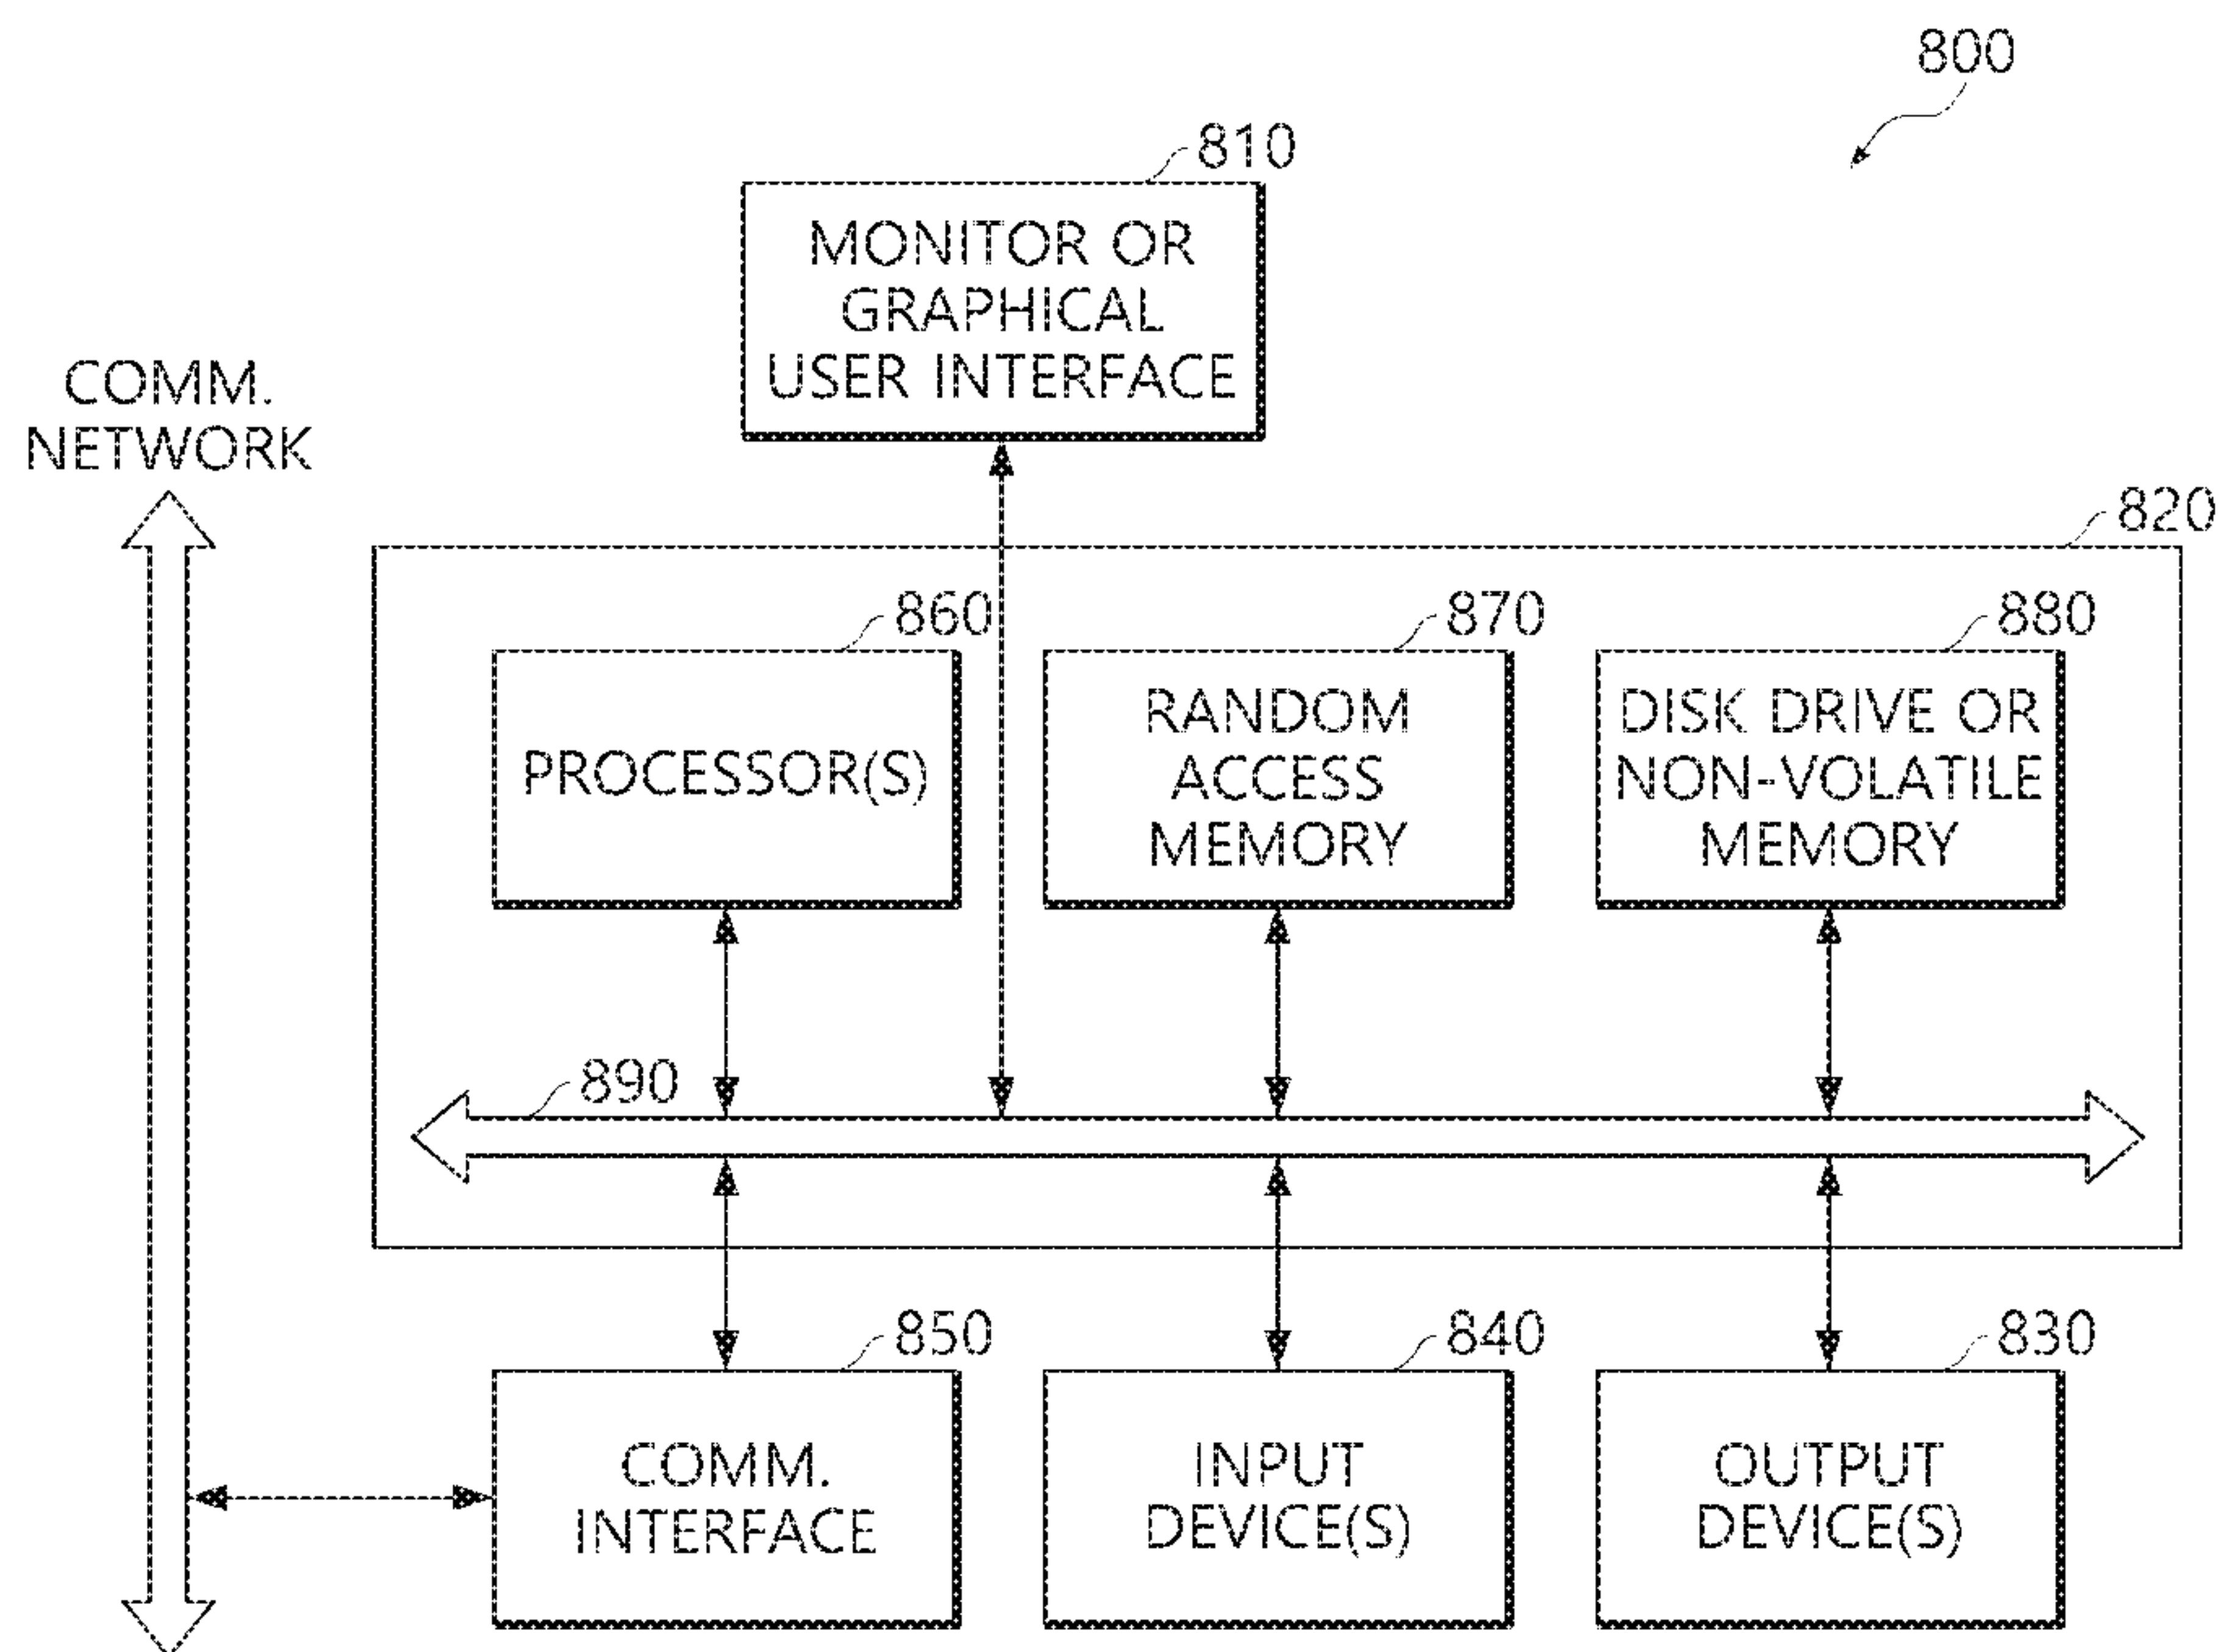 800
810
MONITOR OR
GRAPHICAL
USER INTERFACE
COMM.
NETWORK
820
860
870
880
PROCESSOR(S)
RANDOM
ACCESS
MEMORY
DISK DRIVE OR
NON-VOLATILE
MEMORY
890
850
840
830
COMM.
INTERFACE
INPUT
DEVICE(S)
OUTPUT
DEVICE(S)